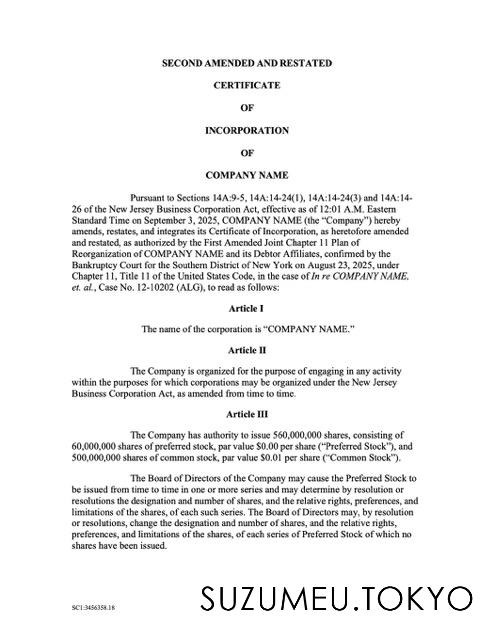 SECOND AMENDED AND RESTATED
CERTIFICATE
OF
INCORPORATION
OF
COMPANY NAME
Pursuant to Sections 14A:9-5, 14A:14-24(1), 14A:14-24(3) and 14A:14-
26 of the New Jersey Business Corporation Act, effective as of 12:01 A.M. Eastern
Standard Time on September 3, 2025, COMPANY NAME (the “Company”) hereby
amends, restates, and integrates its Certificate of Incorporation, as heretofore amended
and restated, as authorized by the First Amended Joint Chapter 11 Plan of
Reorganization of COMPANY NAME and its Debtor Affiliates, confirmed by the
Bankruptcy Court for the Southern District of New York on August 23, 2025, under
Chapter 11, Title 11 of the United States Code, in the case of In re COMPANY NAME,
et. al., Case No. 12-10202 (ALG), to read as follows:
Article I
The name of the corporation is “COMPANY NAME.”
Article II
The Company is organized for the purpose of engaging in any activity
within the purposes for which corporations may be organized under the New Jersey
Business Corporation Act, as amended from time to time.
Article III
The Company has authority to issue 560,000,000 shares, consisting of
60,000,000 shares of preferred stock, par value $0.00 per share (“Preferred Stock”), and
500,000,000 shares of common stock, par value $0.01 per share (“Common Stock”).
The Board of Directors of the Company may cause the Preferred Stock to
be issued from time to time in one or more series and may determine by resolution or
resolutions the designation and number of shares, and the relative rights, preferences, and
limitations of the shares, of each such series. The Board of Directors may, by resolution
or resolutions, change the designation and number of shares, and the relative rights,
preferences, and limitations of the shares, of each series of Preferred Stock of which no
shares have been issued.
SC1:3456358.18
SUZUMEU.TOKYO